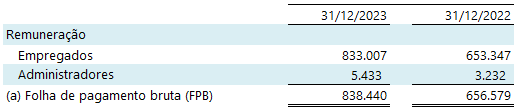 31/12/2023 31/12/2022
Remuneração
Empregados 833.007 653.347
Administradores 5.433 3.232
(a) Folha de pagamento bruta (FPB) 838.440 656.579